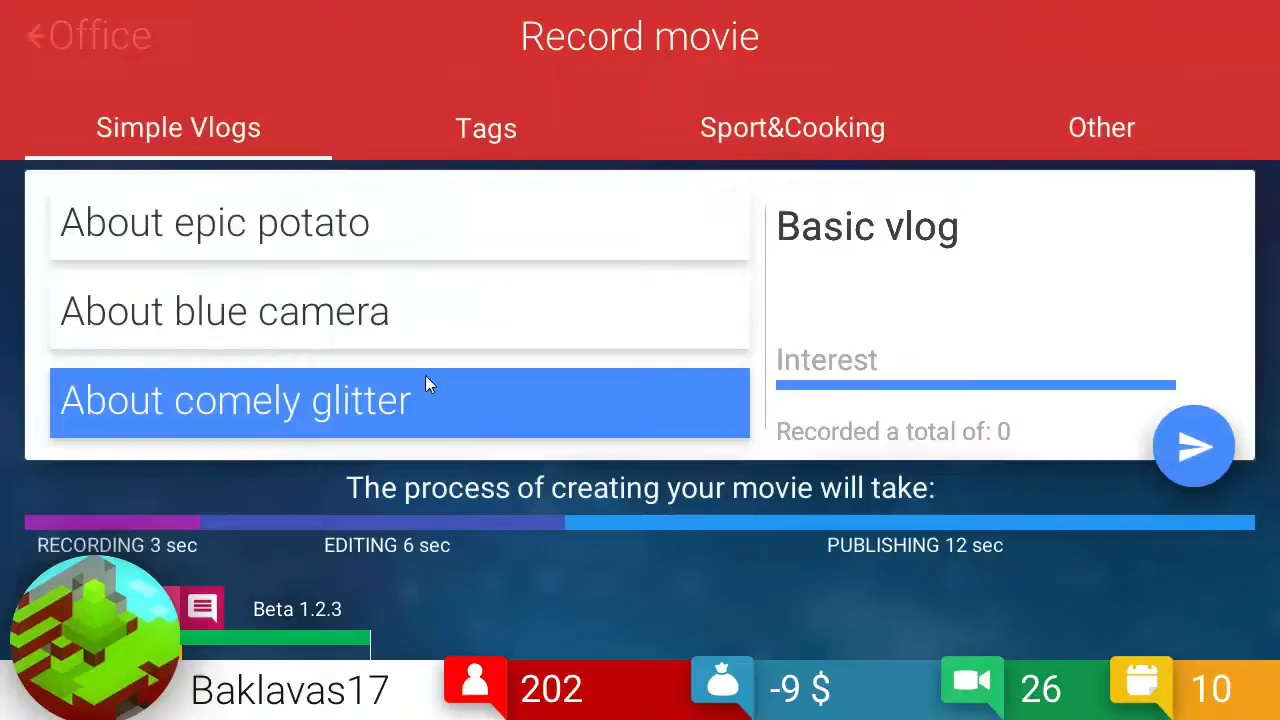 Office
Record movie
Simple Vlogs
Tags
Sport&Cooking
Other
About epic potato
About blue camera
About comely glitter
Basic vlog
Interest
Recorded a total of: 0
The process of creating your movie will take:
RECORDING 3 sec
EDITING 6 sec
PUBLISHING 12 sec
Beta 1.2.3
Baklavas17
202
-9 $
26
10